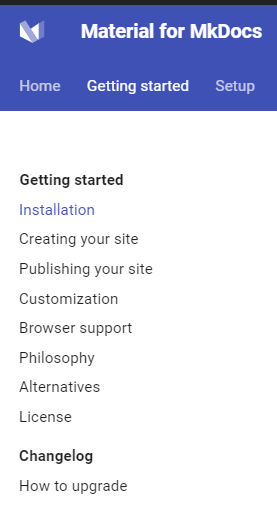 Material for MkDocs
Home Getting started Setup
Getting started
Installation
Creating your site
Publishing your site
Customization
Browser support
Philosophy
Alternatives
License
Changelog
How to upgrade